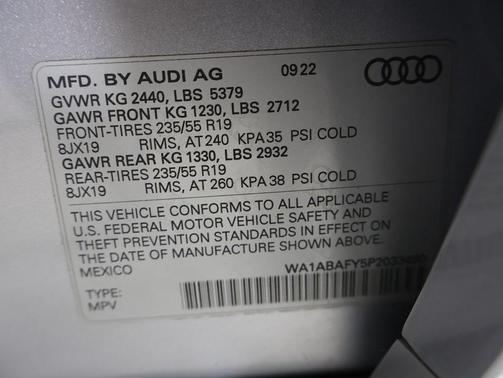 MFD. BY AUDI AG 09 22
GVWR KG 2440, LBS 5379
GAWR FRONT KG 1230, LBS 2712
FRONT-TIRES 235/55 R19
8JX19 RIMS, AT 240 KPA 35 PSI COLD
GAWR REAR KG 1330, LBS 2932
REAR-TIRES 235/55 R19
8JX19 RIMS, AT 260 KPA 38 PSI COLD
THIS VEHICLE CONFORMS TO ALL APPLICABLE
U.S. FEDERAL MOTOR VEHICLE SAFETY AND
THEFT PREVENTION STANDARDS IN EFFECT ON
THE DATE OF MANUFACTURE SHOWN ABOVE.
MEXICO
TYPE:
MPV